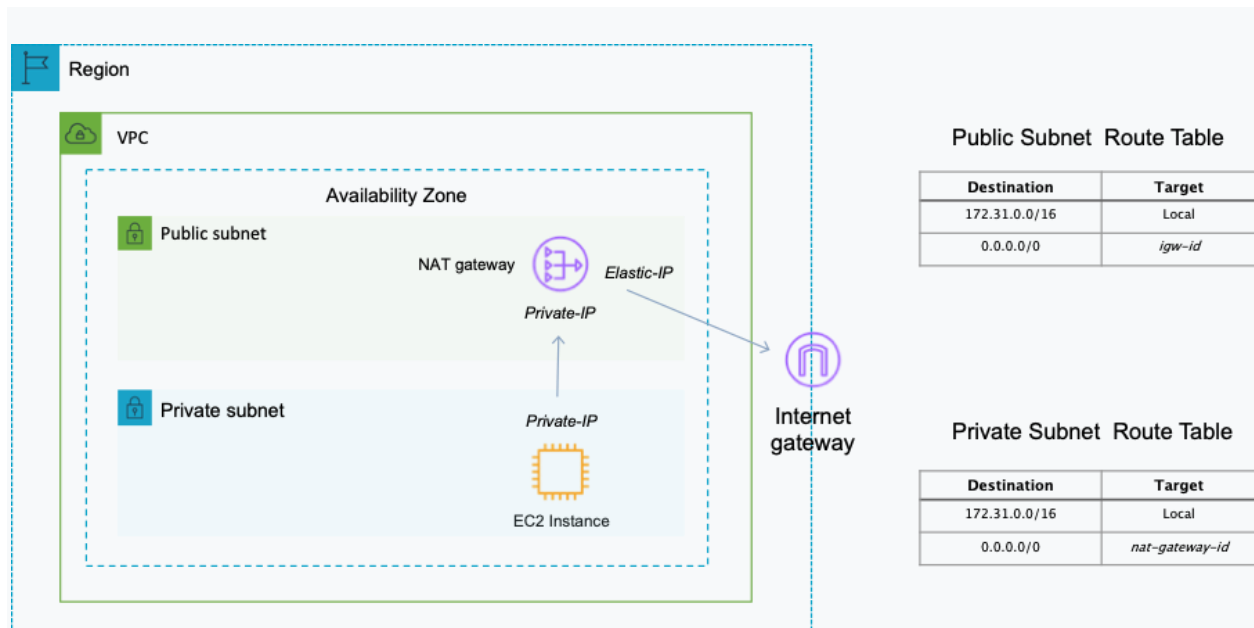 Region
VPC
Availability Zone
Public subnet
NAT gateway
Elastic-IP
Private-IP
Private subnet
Private-IP
EC2 Instance
Internet
gateway
Public Subnet Route Table
Destination Target
172.31.0.0/16 Local
0.0.0.0/0 igw-id
Private Subnet Route Table
Destination Target
172.31.0.0/16 Local
0.0.0.0/0 nat-gateway-id